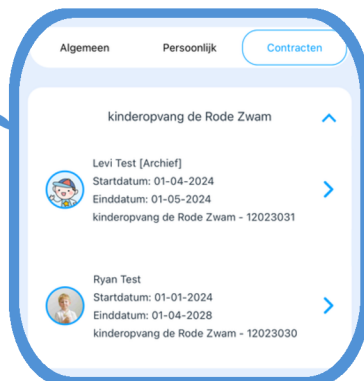 Algemeen Persoonlijk Contracten
kinderopvang de Rode Zwam
Levi Test [Archief]
Startdatum: 01-04-2024
Einddatum: 01-05-2024
kinderopvang de Rode Zwam - 12023031
Ryan Test
Startdatum: 01-01-2024
Einddatum: 01-04-2028
kinderopvang de Rode Zwam - 12023030